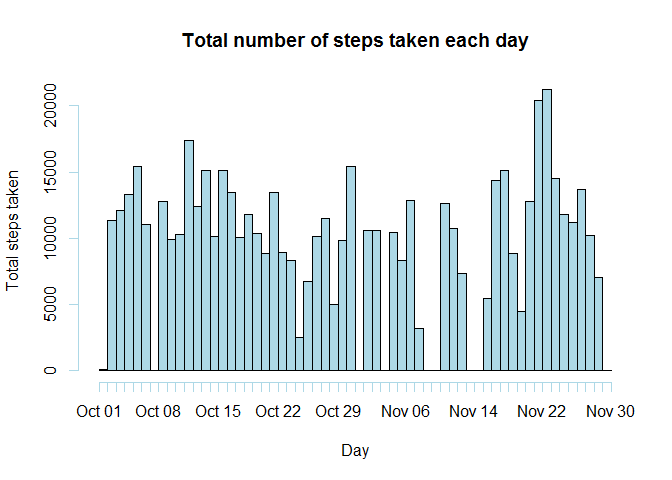 Total number of steps taken each day
Total steps taken
20000
15000
10000
5000
0
Oct 01 Oct 08 Oct 15 Oct 22 Oct 29 Nov 06 Nov 14 Nov 22 Nov 30
Day